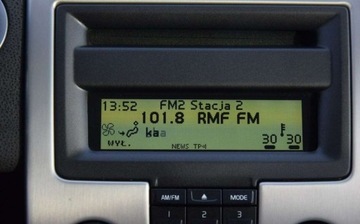 13:52 FM2 Stacja 2
101.8 RMF FM
WYŁ. NEWS TP4 30 30
AM/FM MODE
1 2 3